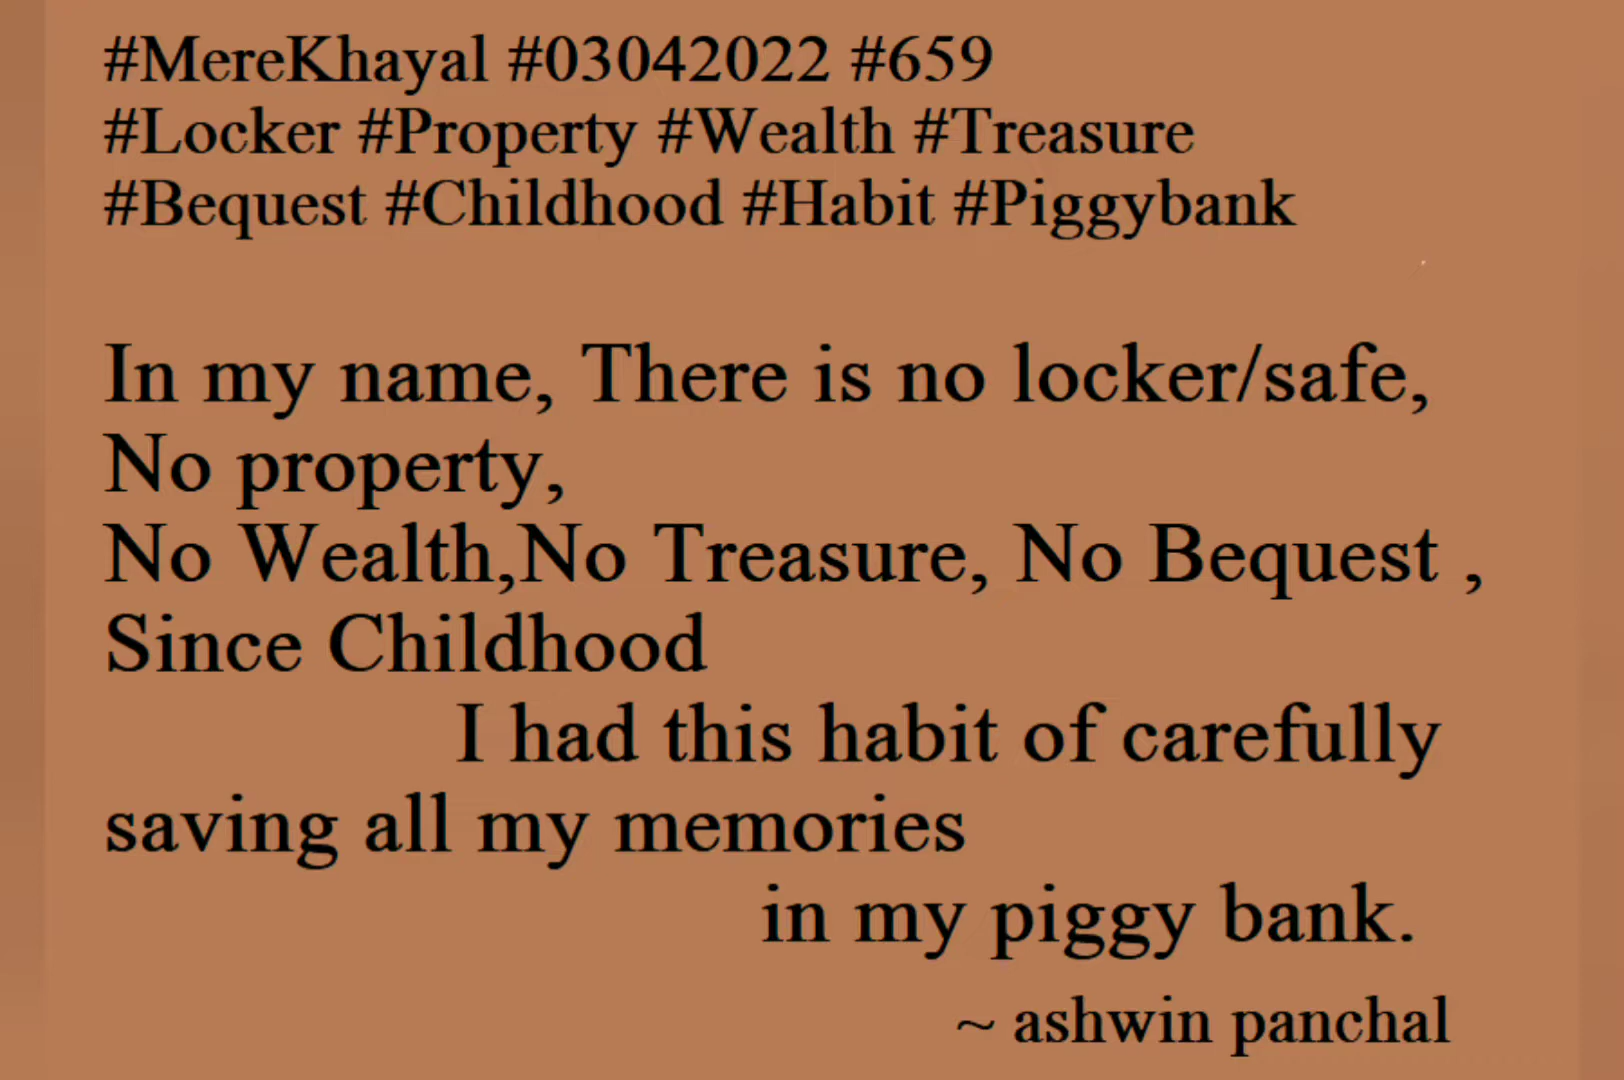 #MereKhayal #03042022 #659
#Locker #Property #Wealth #Treasure
#Bequest #Childhood #Habit #Piggybank
In my name, There is no locker/safe,
No property,
No Wealth,No Treasure, No Bequest ,
Since Childhood
I had this habit of carefully
saving all my memories
in my piggy bank.
~ ashwin panchal